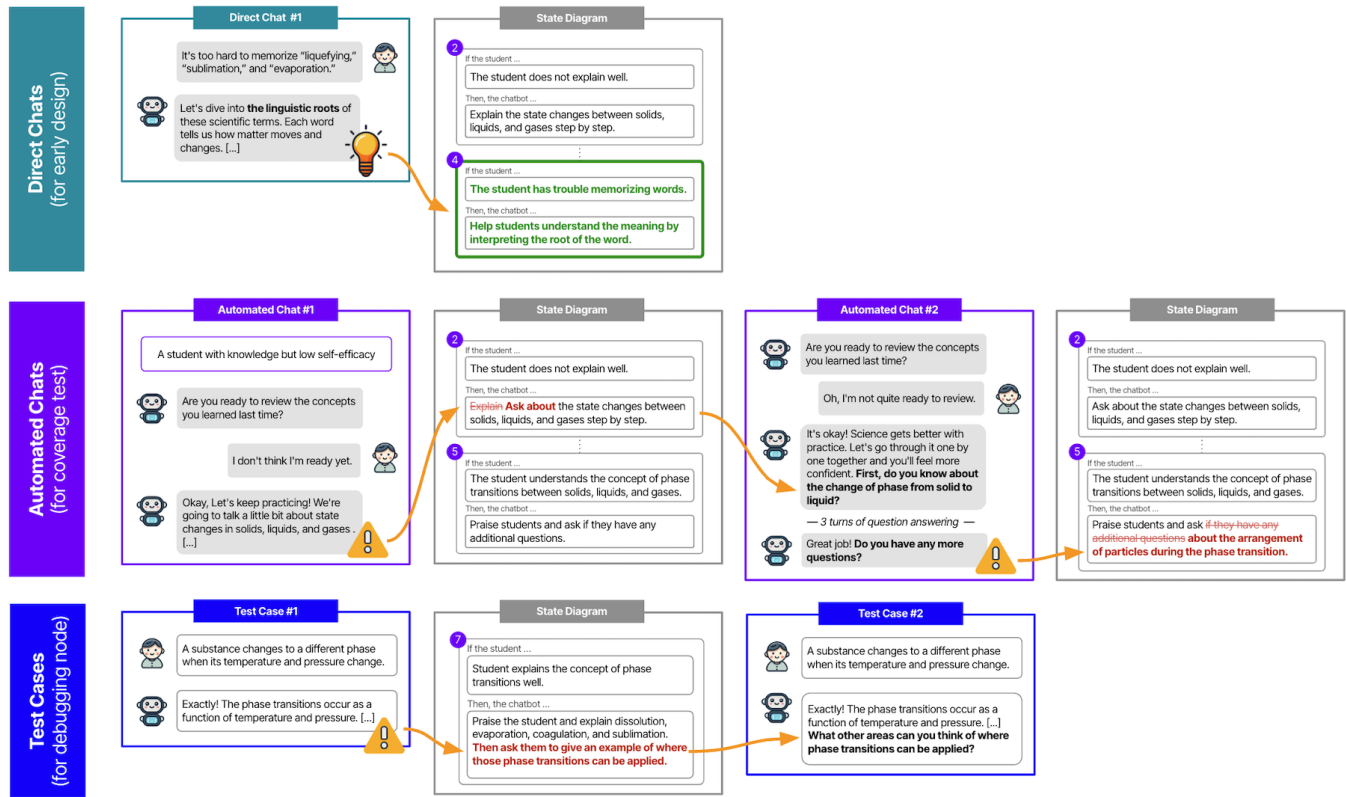 Direct Chats
(for early design)
Direct Chat #1
It's too hard to memorize “liquefying,”
“sublimation,” and “evaporation.”
Let's dive into the linguistic roots of
these scientific terms. Each word
tells us how matter moves and
changes. [...]
State Diagram
2
If the student ...
The student does not explain well.
Then, the chatbot ...
Explain the state changes between solids,
liquids, and gases step by step.
4
If the student ...
The student has trouble memorizing words.
Then, the chatbot ...
Help students understand the meaning by
interpreting the root of the word.
Automated Chats
(for coverage test)
Automated Chat #1
A student with knowledge but low self-efficacy
Are you ready to review the concepts
you learned last time?
I don't think I'm ready yet.
Okay, Let's keep practicing! We're
going to talk a little bit about state
changes in solids, liquids, and gases .
[...]
State Diagram
2
If the student ...
The student does not explain well.
Then, the chatbot ...
Explain Ask about the state changes between
solids, liquids, and gases step by step.
5
If the student ...
The student understands the concept of phase
transitions between solids, liquids, and gases.
Then, the chatbot ...
Praise students and ask if they have any
additional questions.
Automated Chat #2
Are you ready to review the concepts
you learned last time?
Oh, I'm not quite ready to review.
It's okay! Science gets better with
practice. Let's go through it one by
one together and you'll feel more
confident. First, do you know about
the change of phase from solid to
liquid?
— 3 turns of question answering —
Great job! Do you have any more
questions?
State Diagram
2
If the student ...
The student does not explain well.
Then, the chatbot ...
Ask about the state changes between solids,
liquids, and gases step by step.
5
If the student ...
The student understands the concept of phase
transitions between solids, liquids, and gases.
Then, the chatbot ...
Praise students and ask if they have any
additional questions about the arrangement
of particles during the phase transition.
Test Cases
(for debugging node)
Test Case #1
A substance changes to a different phase
when its temperature and pressure change.
Exactly! The phase transitions occur as a
function of temperature and pressure. [...]
State Diagram
7
If the student ...
Student explains the concept of phase
transitions well.
Then, the chatbot ...
Praise the student and explain dissolution,
evaporation, coagulation, and sublimation.
Then ask them to give an example of where
those phase transitions can be applied.
Test Case #2
A substance changes to a different phase
when its temperature and pressure change.
Exactly! The phase transitions occur as a
function of temperature and pressure. [...]
What other areas can you think of where
phase transitions can be applied?